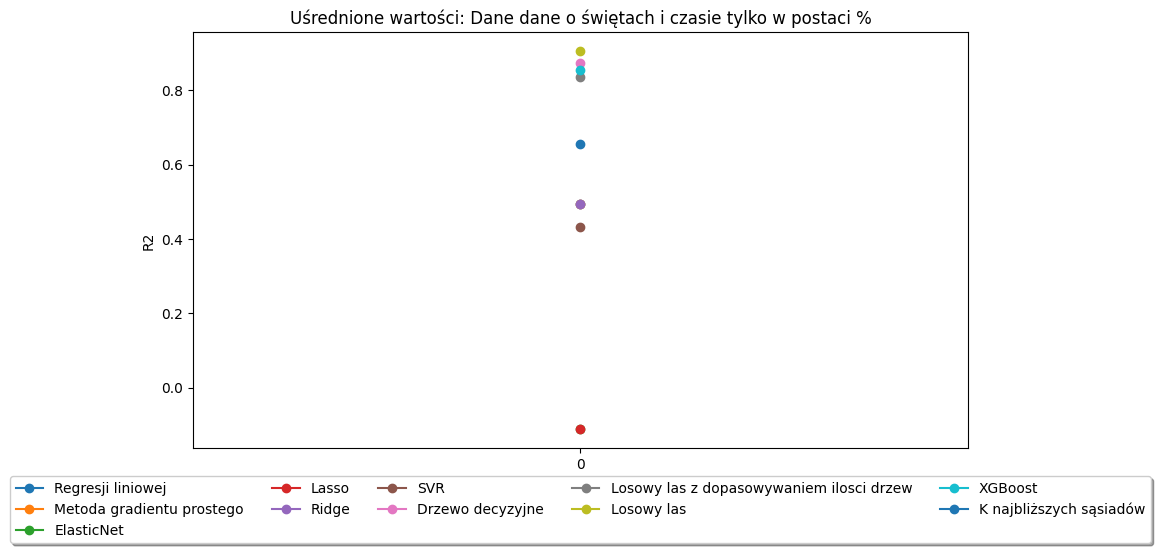 Uśrednione wartości: Dane dane o świętach i czasie tylko w postaci %
R2
0.8
0.6
0.4
0.2
0.0
0
Regresji liniowej
Metoda gradientu prostego
ElasticNet
Lasso
Ridge
SVR
Drzewo decyzyjne
Losowy las z dopasowywaniem ilosci drzew
Losowy las
XGBoost
K najbliższych sąsiadów